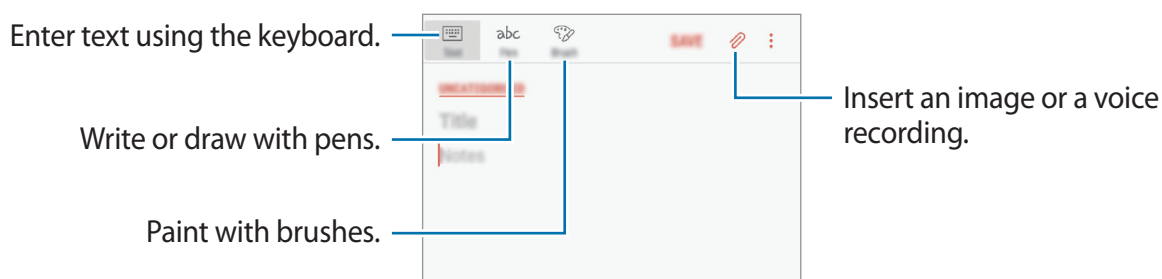 Enter text using the keyboard.
abc
Text
Pen
Brush
SAVE
UNCATEGORISED
Title
Notes
Write or draw with pens.
Paint with brushes.
Insert an image or a voice
recording.